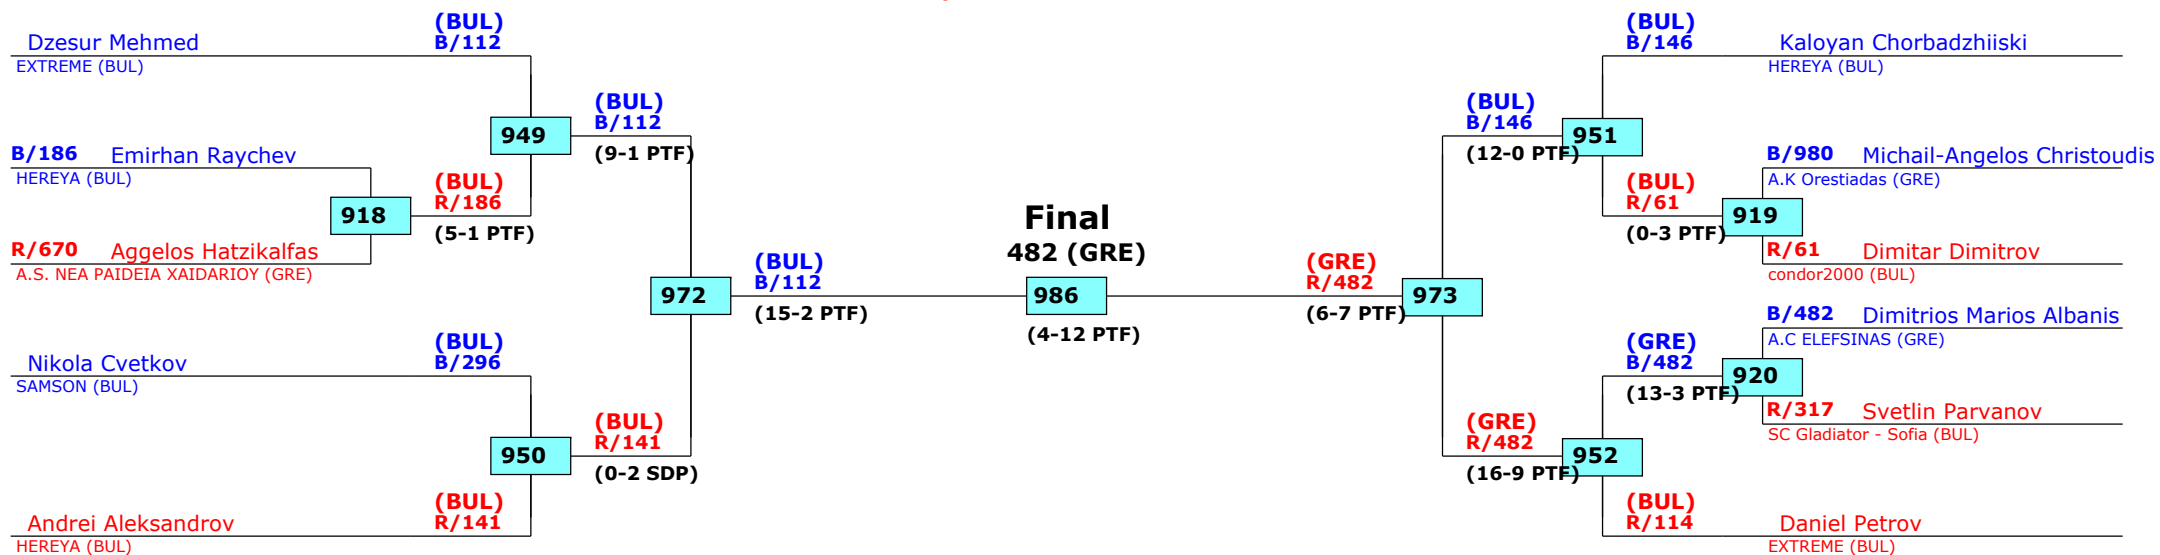 (BUL)
B/112
Dzesur Mehmed
EXTREME (BUL)
949
(BUL)
B/112
(9-1 PTF)
B/186 Emirhan Raychev
HEREYA (BUL)
918
(BUL)
R/186
(5-1 PTF)
R/670 Aggelos Hatzikalfas
A.S. NEA PAIDEIA XAIDARIOY (GRE)
972
(BUL)
B/112
(15-2 PTF)
(BUL)
B/296
Nikola Cvetkov
SAMSON (BUL)
950
(BUL)
R/141
(0-2 SDP)
(BUL)
R/141
Andrei Aleksandrov
HEREYA (BUL)
Final
482 (GRE)
986
(4-12 PTF)
(GRE)
R/482
(6-7 PTF)
973
(BUL)
B/146
(12-0 PTF)
951
(BUL)
B/146
Kaloyan Chorbadzhiiski
HEREYA (BUL)
B/980 Michail-Angelos Christoudis
A.K Orestiadas (GRE)
(BUL)
R/61
(0-3 PTF)
919
R/61 Dimitar Dimitrov
condor2000 (BUL)
B/482 Dimitrios Marios Albanis
A.C ELEFSINAS (GRE)
(GRE)
B/482
(13-3 PTF)
920
R/317 Svetlin Parvanov
SC Gladiator - Sofia (BUL)
(GRE)
R/482
(16-9 PTF)
952
(BUL)
R/114
Daniel Petrov
EXTREME (BUL)